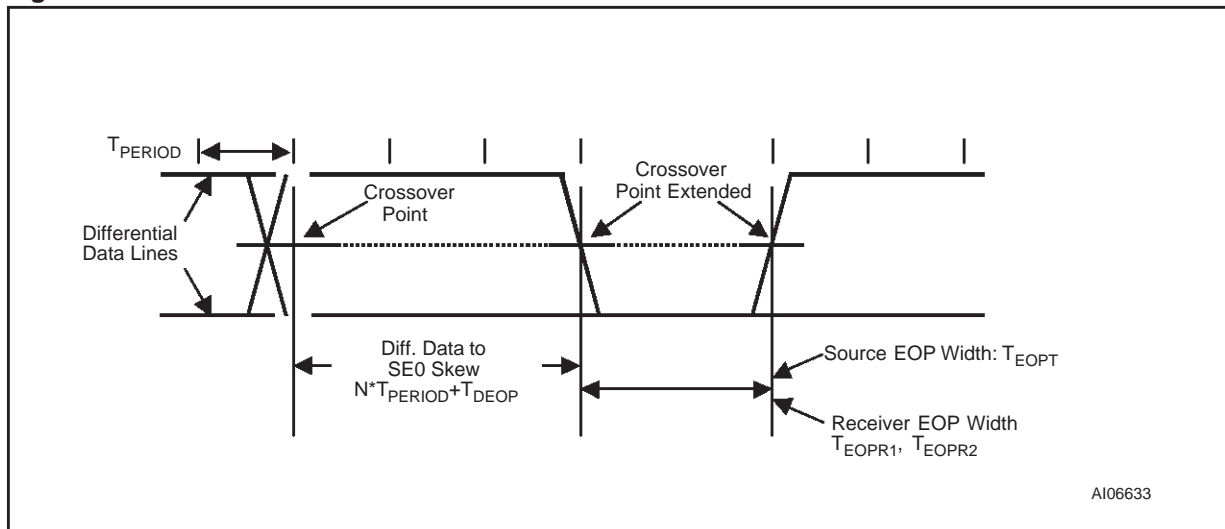 TPERIOD
Crossover
Point
Crossover
Point Extended
Differential
Data Lines
Diff. Data to
SE0 Skew
N*TPERIOD+TDEOP
Source EOP Width: TEOPT
Receiver EOP Width
TEOPR1, TEOPR2
AI06633